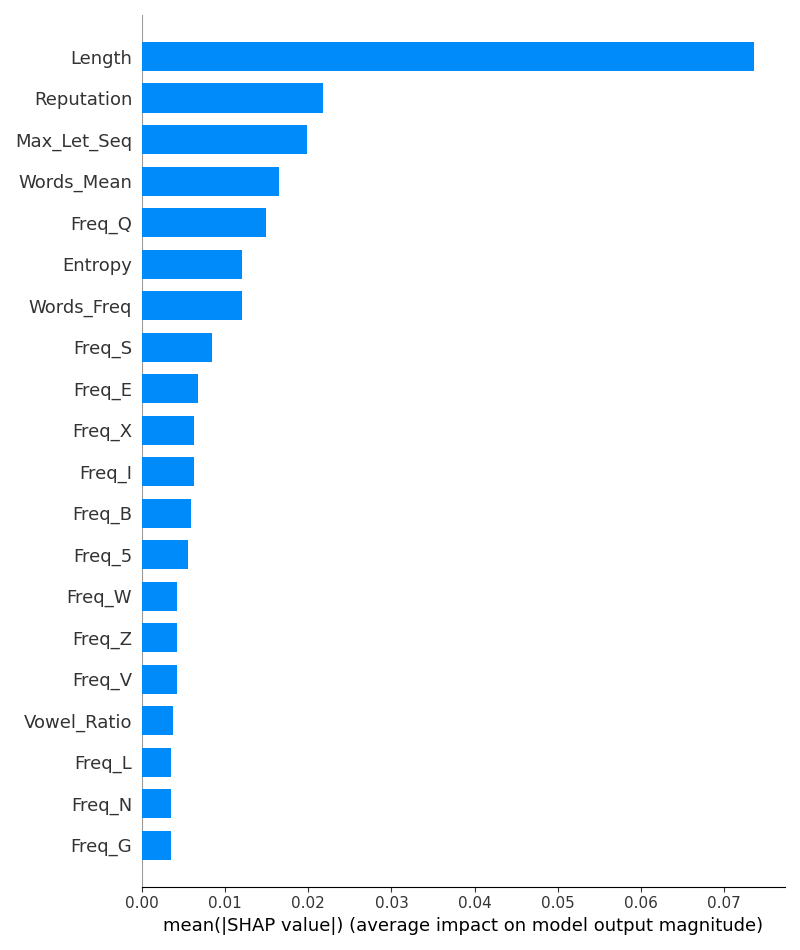 Length
Reputation
Max_Let_Seq
Words_Mean
Freq_Q
Entropy
Words_Freq
Freq_S
Freq_E
Freq_X
Freq_I
Freq_B
Freq_5
Freq_W
Freq_Z
Freq_V
Vowel_Ratio
Freq_L
Freq_N
Freq_G
0.00 0.01 0.02 0.03 0.04 0.05 0.06 0.07
mean(|SHAP value|) (average impact on model output magnitude)